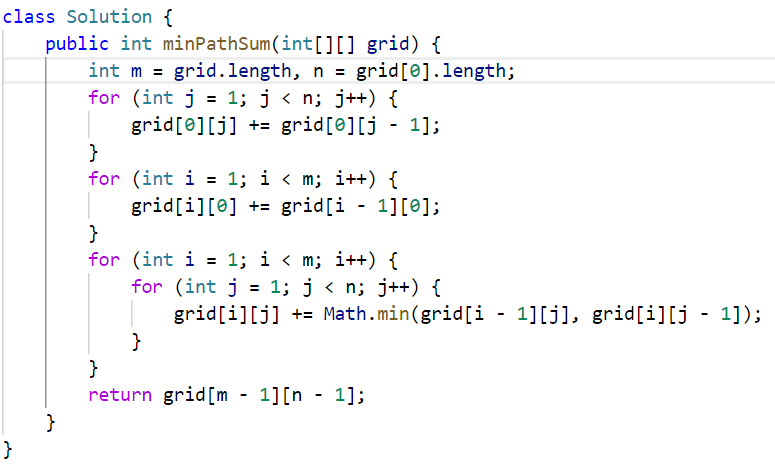 class Solution {
    public int minPathSum(int[][] grid) {
        int m = grid.length, n = grid[0].length;
        for (int j = 1; j < n; j++) {
            grid[0][j] += grid[0][j - 1];
        }
        for (int i = 1; i < m; i++) {
            grid[i][0] += grid[i - 1][0];
        }
        for (int i = 1; i < m; i++) {
            for (int j = 1; j < n; j++) {
                grid[i][j] += Math.min(grid[i - 1][j], grid[i][j - 1]);
            }
        }
        return grid[m - 1][n - 1];
    }
}